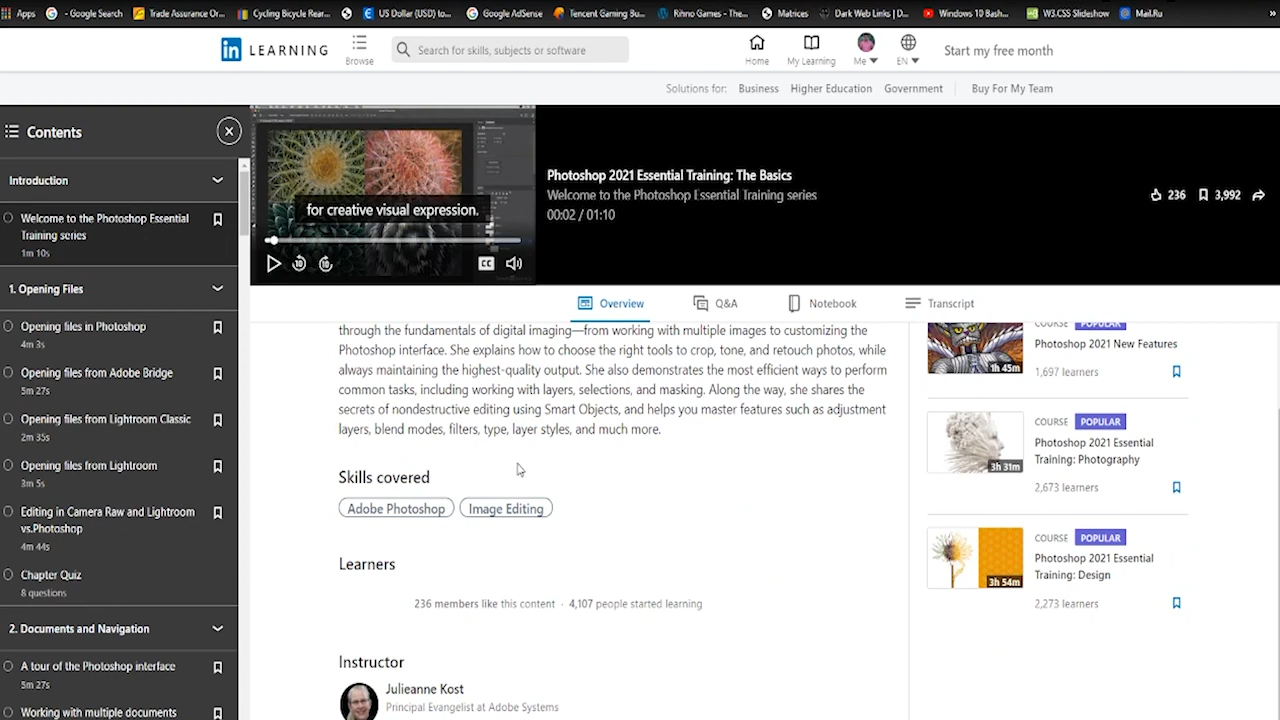 Apps
- Google Search
Trade Assurance Or...
Cycling Bicycle Rear...
US Dollar (USD) to...
Google AdSense
Tencent Gaming Bu...
Rihno Games - The...
Matrices
Dark Web Links | D...
Windows 10 Bash...
W3.CSS Slideshow
Mail.Ru
»
in LEARNING
Browse
Search for skills, subjects or software
Home
My Learning
Me
EN
Start my free month
Solutions for:
Business
Higher Education
Government
Buy For My Team
Contents
Introduction
Welcome to the Photoshop Essential
Training series
1m 10s
1. Opening Files
Opening files in Photoshop
4m 3s
Opening files from Adobe Bridge
5m 27s
Opening files from Lightroom Classic
2m 35s
Opening files from Lightroom
3m 5s
Editing in Camera Raw and Lightroom
vs.Photoshop
4m 44s
Chapter Quiz
8 questions
2. Documents and Navigation
A tour of the Photoshop interface
5m 27s
Working with multiple documents
for creative visual expression.
10
10
CC
Photoshop 2021 Essential Training: The Basics
Welcome to the Photoshop Essential Training series
00:02 / 01:10
236
3,992
Overview
Q&A
Notebook
Transcript
through the fundamentals of digital imaging—from working with multiple images to customizing the
Photoshop interface. She explains how to choose the right tools to crop, tone, and retouch photos, while
always maintaining the highest-quality output. She also demonstrates the most efficient ways to perform
common tasks, including working with layers, selections, and masking. Along the way, she shares the
secrets of nondestructive editing using Smart Objects, and helps you master features such as adjustment
layers, blend modes, filters, type, layer styles, and much more.
Skills covered
Adobe Photoshop
Image Editing
Learners
236 members like this content · 4,107 people started learning
Instructor
Julieanne Kost
Principal Evangelist at Adobe Systems
COURSE POPULAR
Photoshop 2021 New Features
1h 45m
1,697 learners
COURSE POPULAR
Photoshop 2021 Essential
Training: Photography
3h 31m
2,673 learners
COURSE POPULAR
Photoshop 2021 Essential
Training: Design
3h 54m
2,273 learners